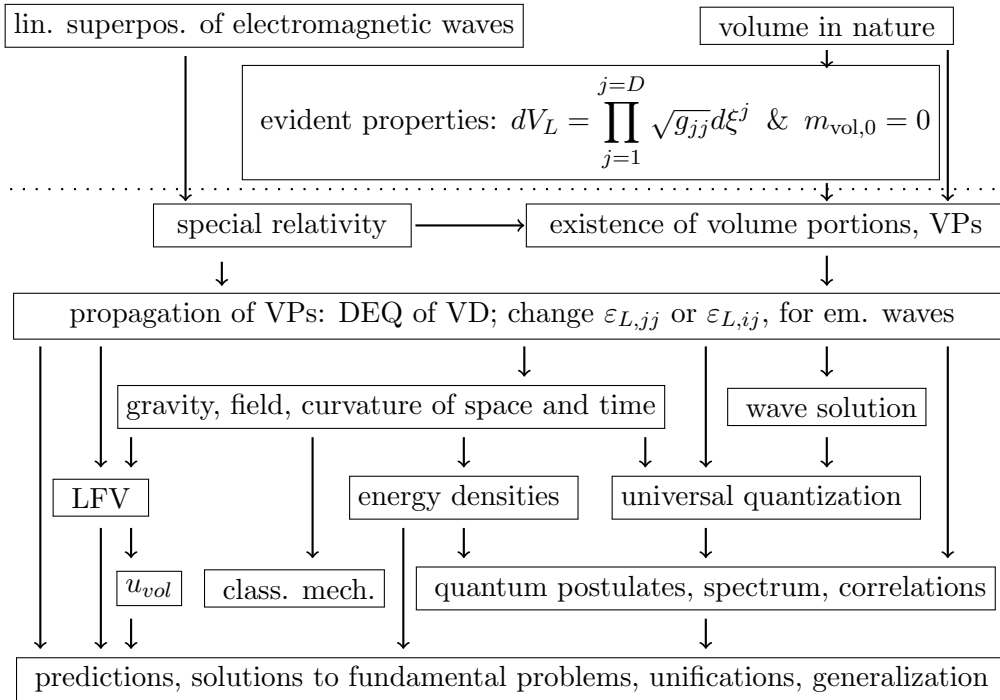 lin. superpos. of electromagnetic waves
volume in nature
evident properties: $dV_L = \prod_{j=1}^{j=D} \sqrt{g_{jj}} d\xi^j$ & $m_{\text{vol},0} = 0$
special relativity
existence of volume portions, VPs
propagation of VPs: DEQ of VD; change $\varepsilon_{L,jj}$ or $\varepsilon_{L,ij}$, for em. waves
gravity, field, curvature of space and time
wave solution
LFV
energy densities
universal quantization
$u_{vol}$
class. mech.
quantum postulates, spectrum, correlations
predictions, solutions to fundamental problems, unifications, generalization